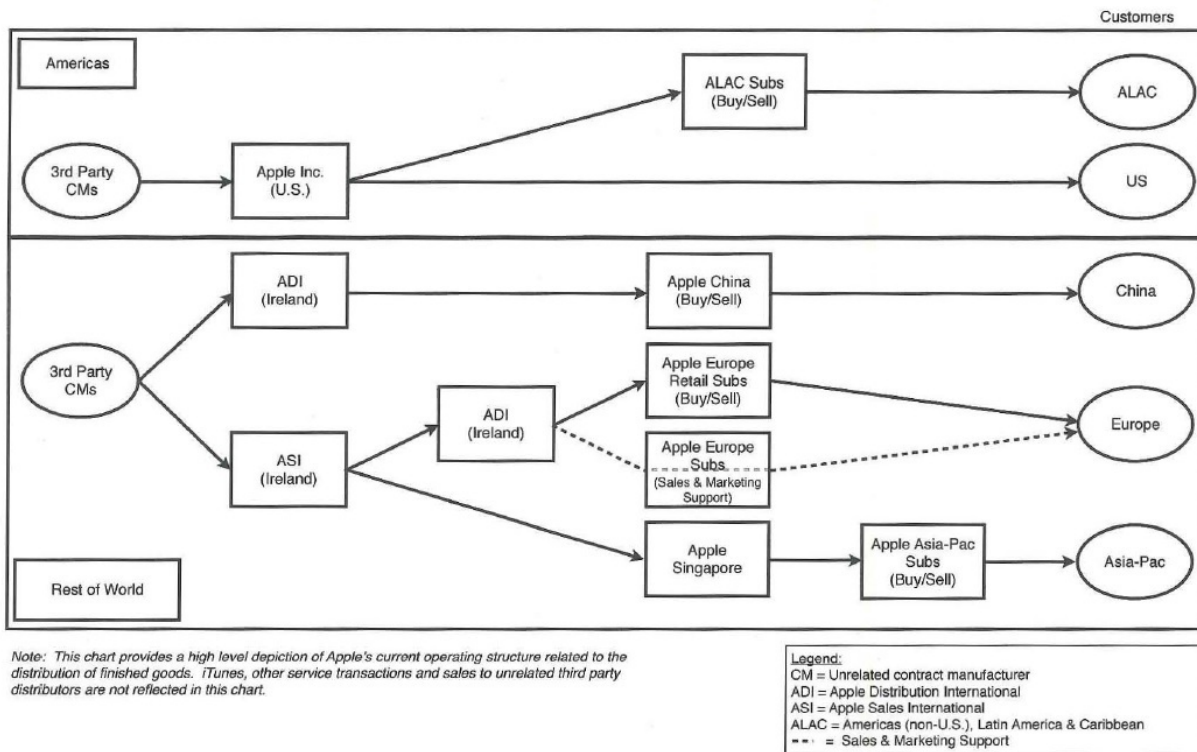 Customers
Americas
ALAC Subs
(Buy/Sell)
ALAC
3rd Party
CMs
Apple Inc.
(U.S.)
US
ADI
(Ireland)
Apple China
(Buy/Sell)
China
3rd Party
CMs
Apple Europe
Retail Subs
(Buy/Sell)
ADI
(Ireland)
Europe
Apple Europe
Subs
(Sales & Marketing
Support)
ASI
(Ireland)
Apple
Singapore
Apple Asia-Pac
Subs
(Buy/Sell)
Asia-Pac
Rest of World
Note: This chart provides a high level depiction of Apple's current operating structure related to the
distribution of finished goods. iTunes, other service transactions and sales to unrelated third party
distributors are not reflected in this chart.
Legend:
CM = Unrelated contract manufacturer
ADI = Apple Distribution International
ASI = Apple Sales International
ALAC = Americas (non-U.S.), Latin America & Caribbean
---- = Sales & Marketing Support